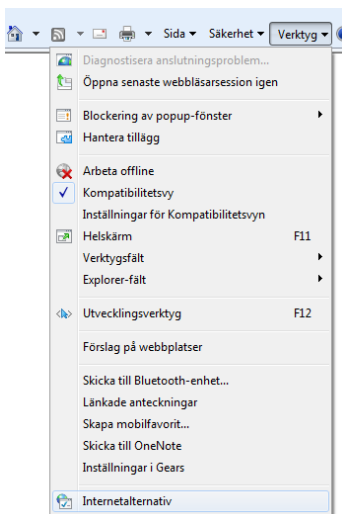 Sida Säkerhet Verktyg
Diagnostisera anslutningsproblem...
Öppna senaste webbläsarsession igen
Blockering av popup-fönster
Hantera tillägg
Arbeta offline
Kompatibilitetsvy
Inställningar för Kompatibilitetsvyn
Helskärm F11
Verktygsfält
Explorer-fält
Utvecklingsverktyg F12
Förslag på webbplatser
Skicka till Bluetooth-enhet...
Länkade anteckningar
Skapa mobilfavorit...
Skicka till OneNote
Inställningar i Gears
Internetalternativ